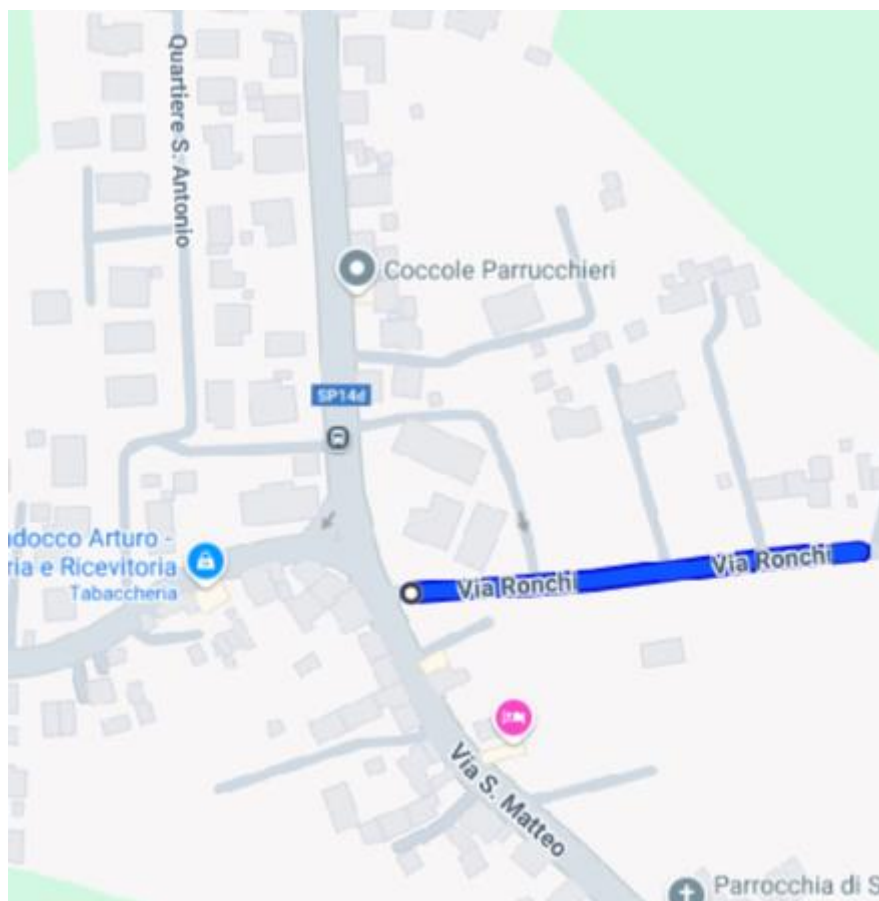 Quartiere S. Antonio
Coccole Parrucchieri
SP14d
docco Arturo -
ria e Ricevitoria
Tabaccheria
Via Ronchi
Via Ronchi
Via S. Matteo
Parrocchia di S